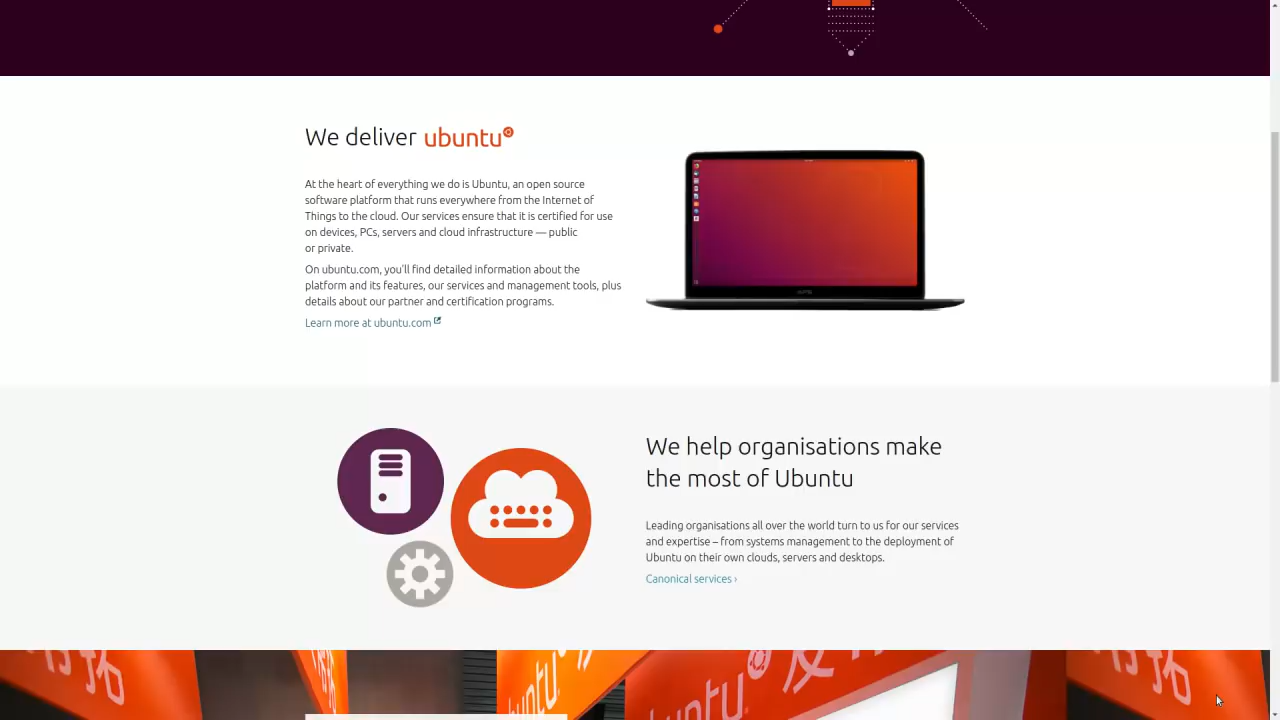 We deliver ubuntu
At the heart of everything we do is Ubuntu, an open source
software platform that runs everywhere from the Internet of
Things to the cloud. Our services ensure that it is certified for use
on devices, PCs, servers and cloud infrastructure — public
or private.
On ubuntu.com, you'll find detailed information about the
platform and its features, our services and management tools, plus
details about our partner and certification programs.
Learn more at ubuntu.com
We help organisations make
the most of Ubuntu
Leading organisations all over the world turn to us for our services
and expertise – from systems management to the deployment of
Ubuntu on their own clouds, servers and desktops.
Canonical services ›
ubuntu
ubuntu